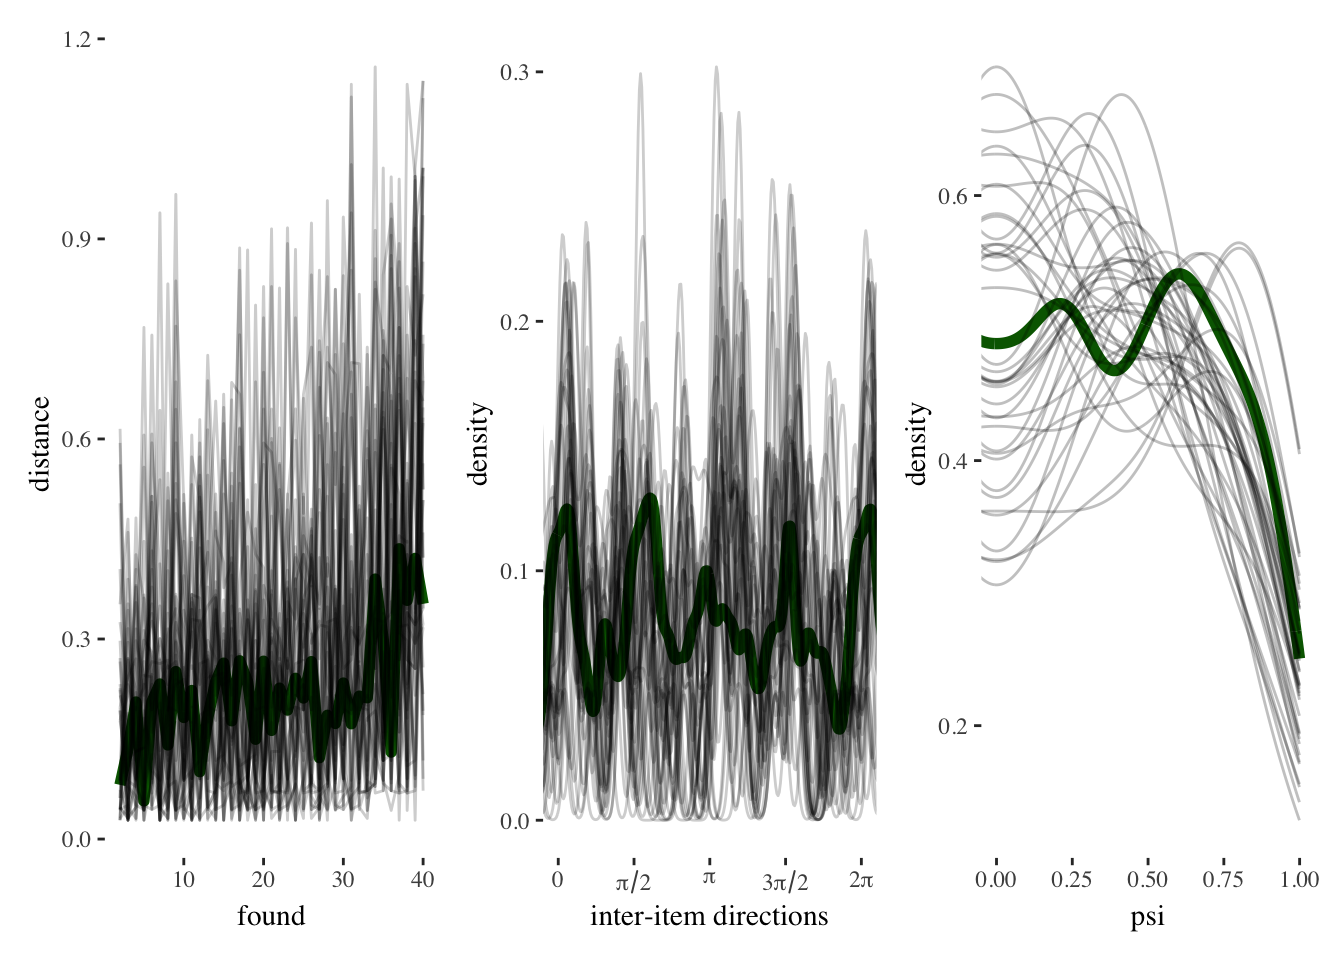 distance
1.2
0.9
0.6
0.3
0.0
10 20 30 40
found
density
0.3
0.2
0.1
0.0
0 π/2 π 3π/2 2π
inter-item directions
density
0.6
0.4
0.2
0.00 0.25 0.50 0.75 1.00
psi